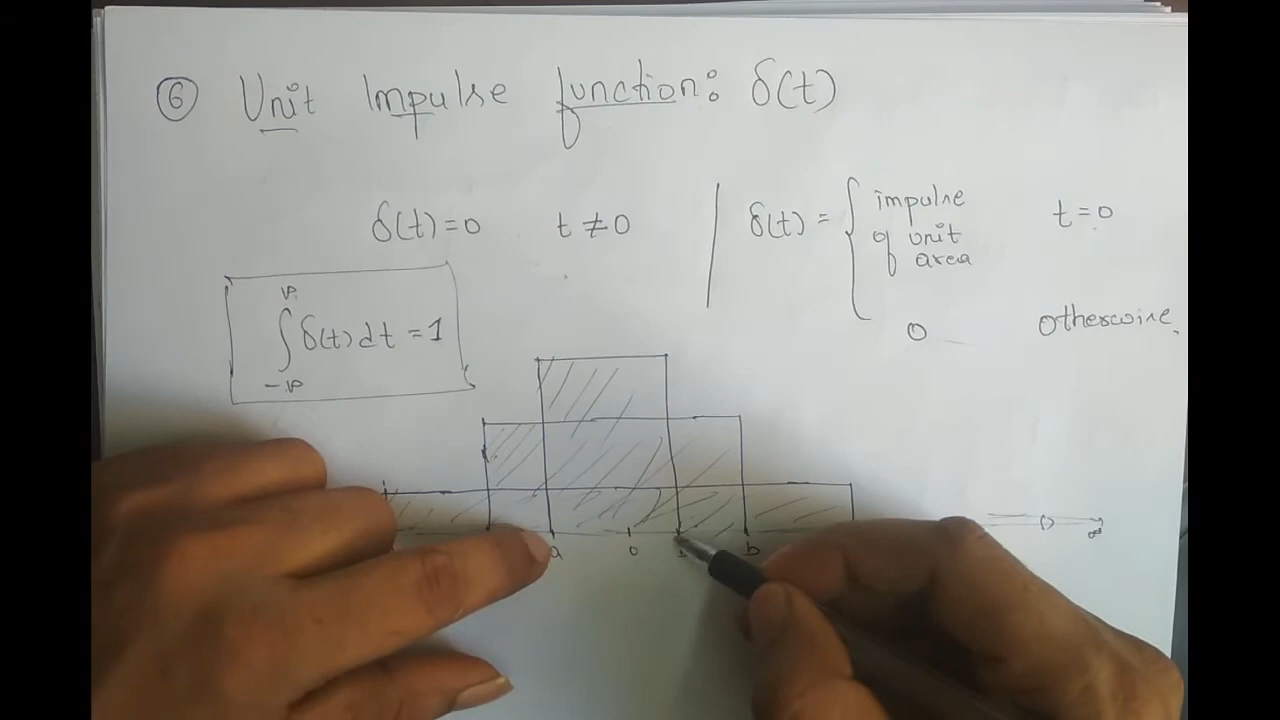 ⑥ Unit Impulse function: δ(t)
δ(t)=0 t≠0
∫ δ(t)dt = 1
-∞ ∞
δ(t) = { impulse of unit area t=0
0 otherwise.
a 0 b
∞